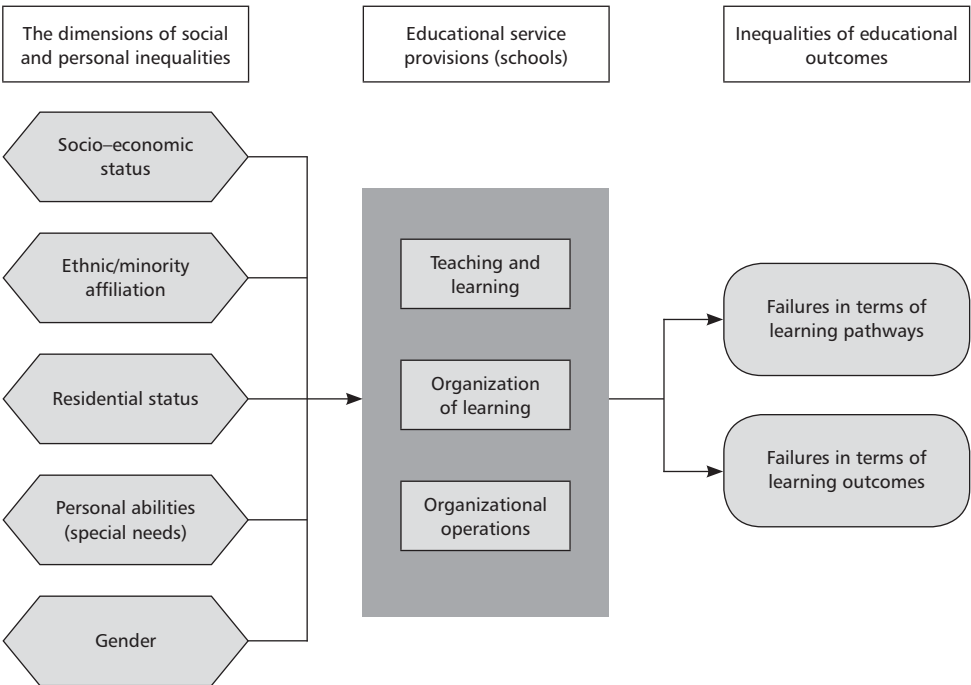 The dimensions of social
and personal inequalities
Educational service
provisions (schools)
Inequalities of educational
outcomes
Socio–economic
status
Ethnic/minority
affiliation
Residential status
Personal abilities
(special needs)
Gender
Teaching and
learning
Organization
of learning
Organizational
operations
Failures in terms of
learning pathways
Failures in terms of
learning outcomes